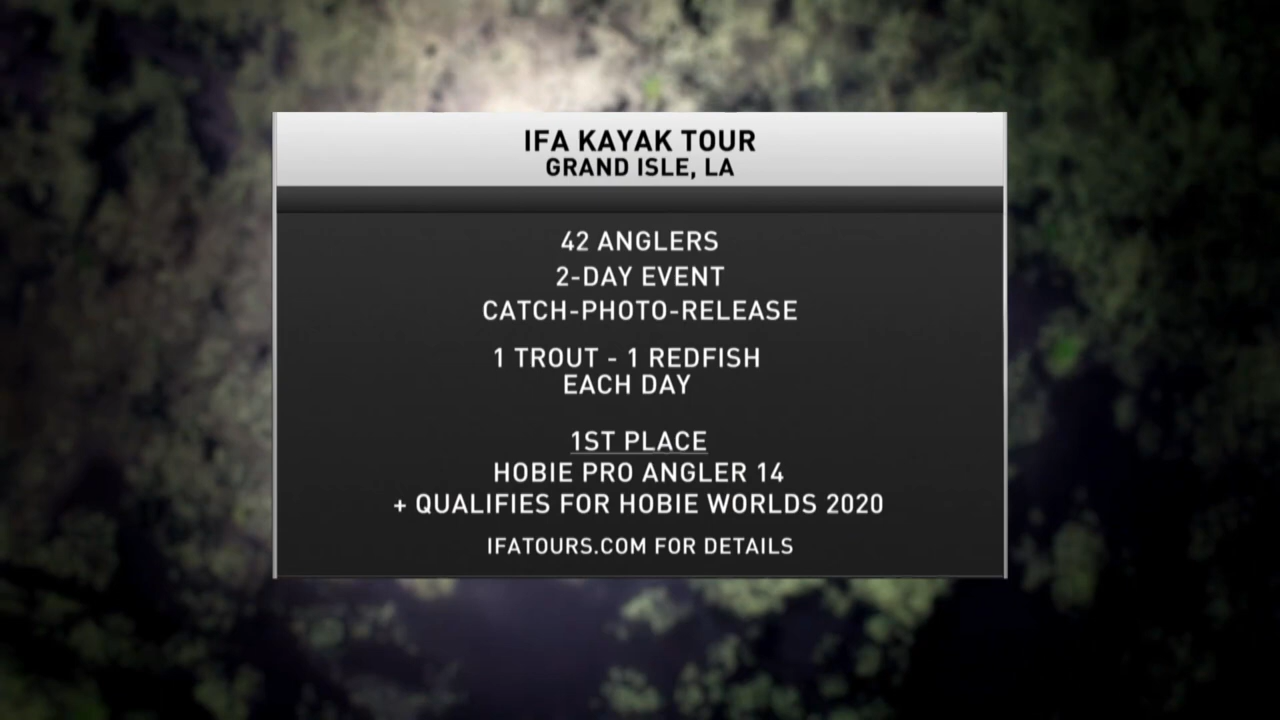 IFA KAYAK TOUR
GRAND ISLE, LA
42 ANGLERS
2-DAY EVENT
CATCH-PHOTO-RELEASE
1 TROUT - 1 REDFISH
EACH DAY
1ST PLACE
HOBIE PRO ANGLER 14
+ QUALIFIES FOR HOBIE WORLDS 2020
IFATOURS.COM FOR DETAILS